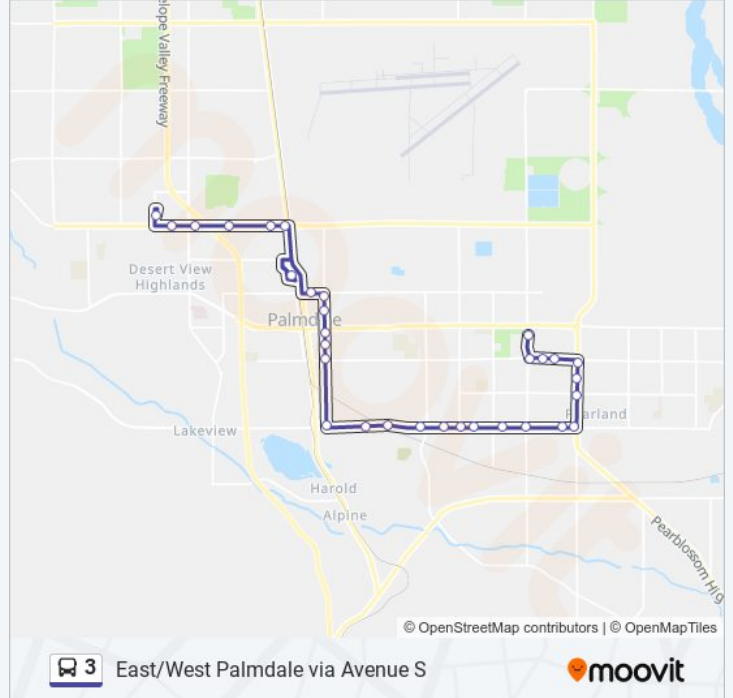 elope Valley Freeway
Desert View
Highlands
Palmdale
Pearland
Lakeview
Harold
Alpine
Pearblossom Hig
© OpenStreetMap contributors | © OpenMapTiles
3 East/West Palmdale via Avenue S
moovit